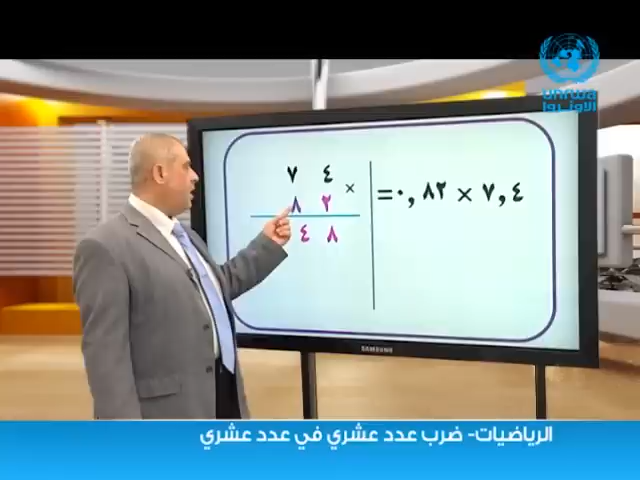 unrwa
الأونروا
٧,٤ × ٠,٨٢ =
٧ ٤
×
٨ ٢
٤ ٨
SAMSUNG
الرياضيات- ضرب عدد عشري في عدد عشري